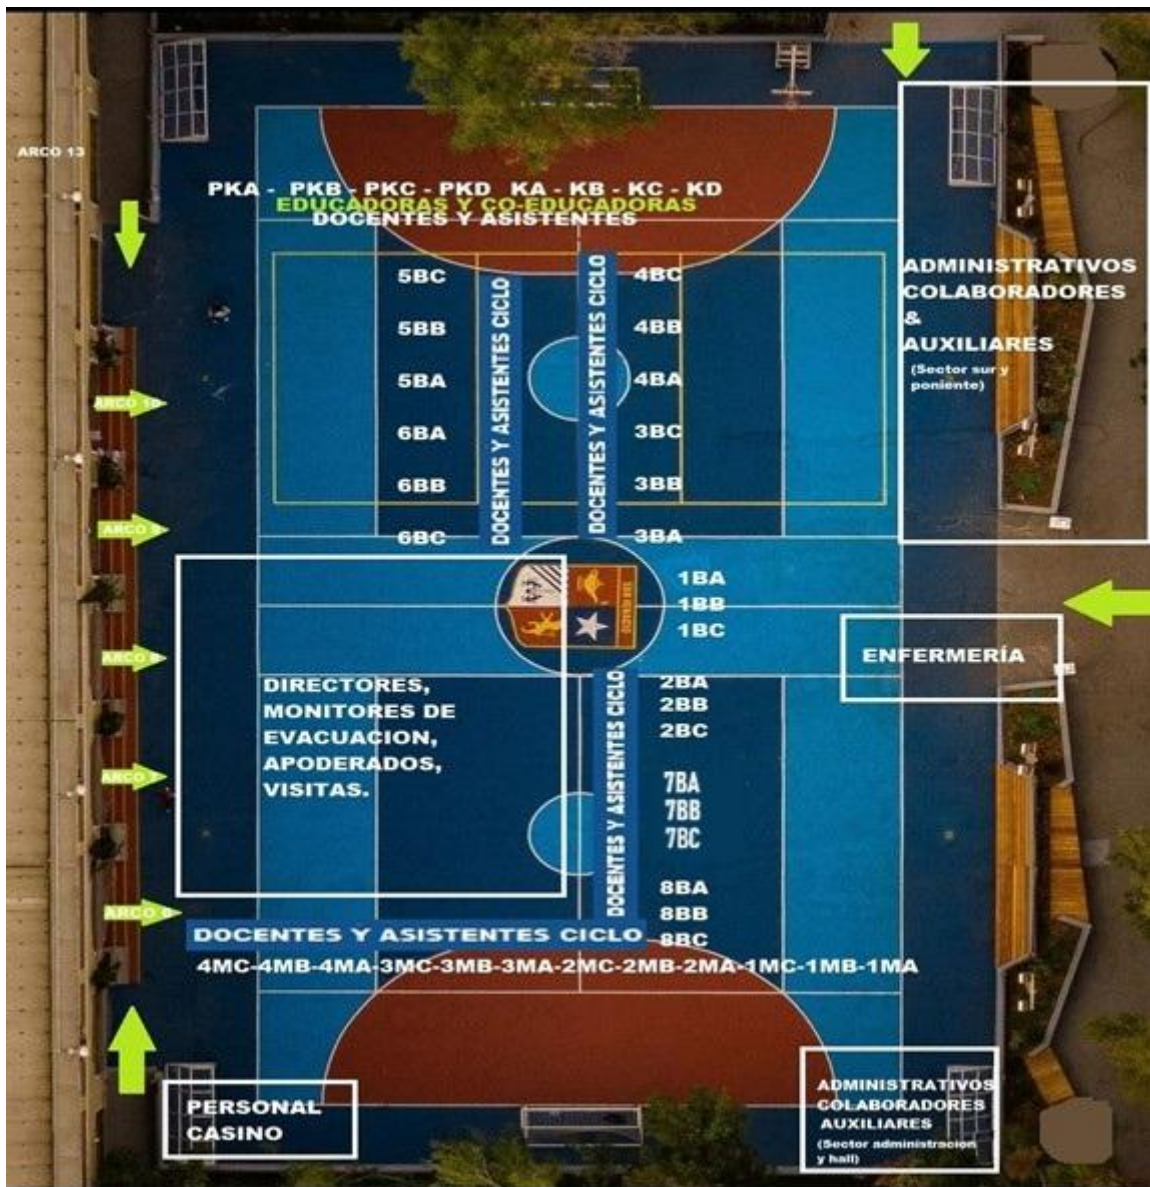 ARCO 13
PKA - PKB - PKC - PKD KA - KB - KC - KD
EDUCADORAS Y CO-EDUCADORAS
DOCENTES Y ASISTENTES
5BC
5BB
5BA
6BA
6BB
6BC
DOCENTES Y ASISTENTES CICLO
DOCENTES Y ASISTENTES CICLO
4BC
4BB
4BA
3BC
3BB
3BA
ADMINISTRATIVOS
COLABORADORES
&
AUXILIARES
(Sector sur y
poniente)
ARCO 10
ARCO
ARCO
ARCO 7
ARCO
1BA
1BB
1BC
ENFERMERÍA
DIRECTORES,
MONITORES DE
EVACUACION,
APODERADOS,
VISITAS.
DOCENTES Y ASISTENTES CICLO
2BA
2BB
2BC
7BA
7BB
7BC
8BA
8BB
8BC
DOCENTES Y ASISTENTES CICLO
4MC-4MB-4MA-3MC-3MB-3MA-2MC-2MB-2MA-1MC-1MB-1MA
PERSONAL
CASINO
ADMINISTRATIVOS
COLABORADORES
AUXILIARES
(Sector administracion
y hall)